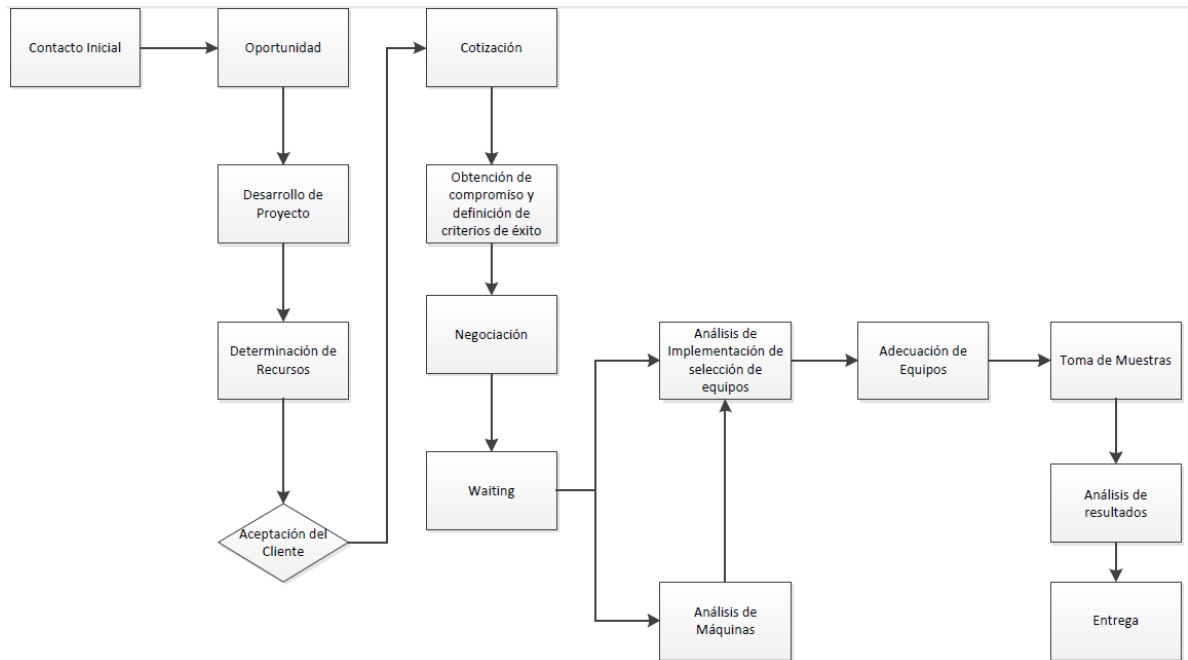 Contacto Inicial
Oportunidad
Desarrollo de
Proyecto
Determinación de
Recursos
Aceptación del
Cliente
Cotización
Obtención de
compromiso y
definición de
criterios de éxito
Negociación
Waiting
Análisis de
Implementación de
selección de
equipos
Análisis de
Máquinas
Adecuación de
Equipos
Toma de Muestras
Análisis de
resultados
Entrega